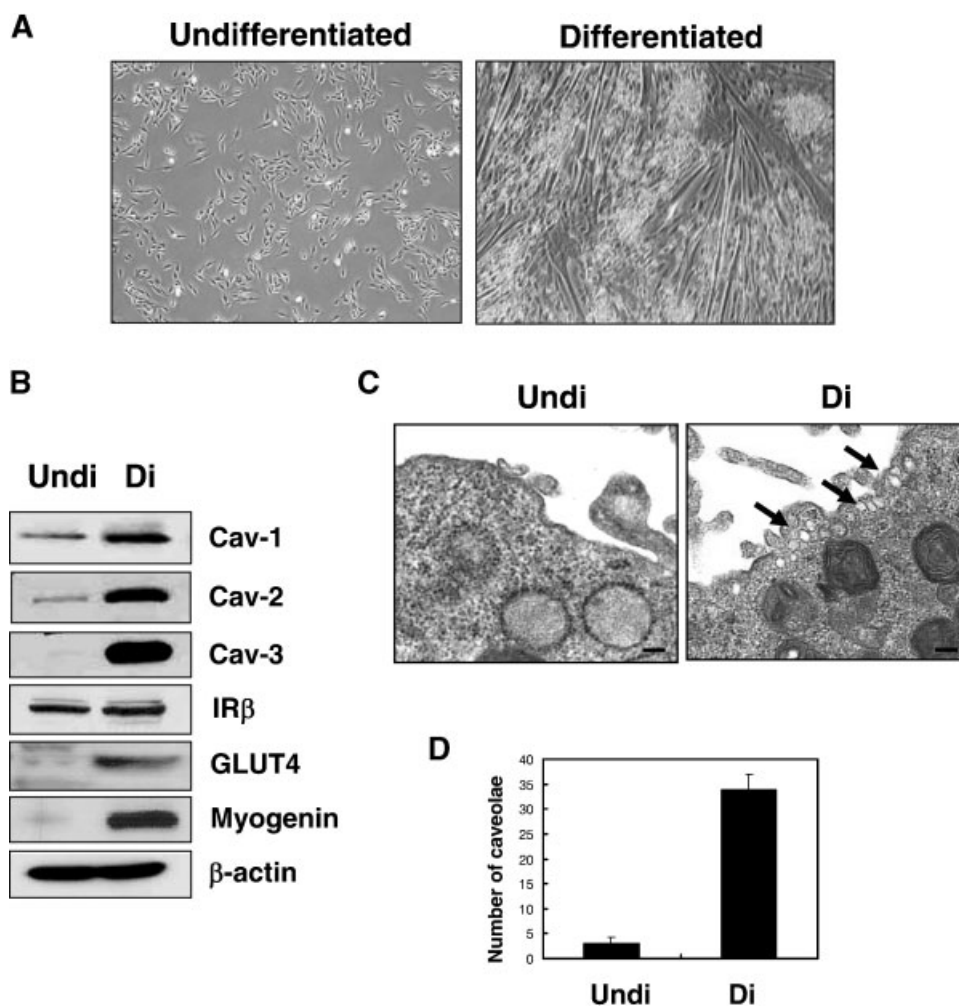 A
Undifferentiated Differentiated
B
Undi Di
Cav-1
Cav-2
Cav-3
IRβ
GLUT4
Myogenin
β-actin
C
Undi Di
D
Number of caveolae
40
35
30
25
20
15
10
5
0
Undi Di